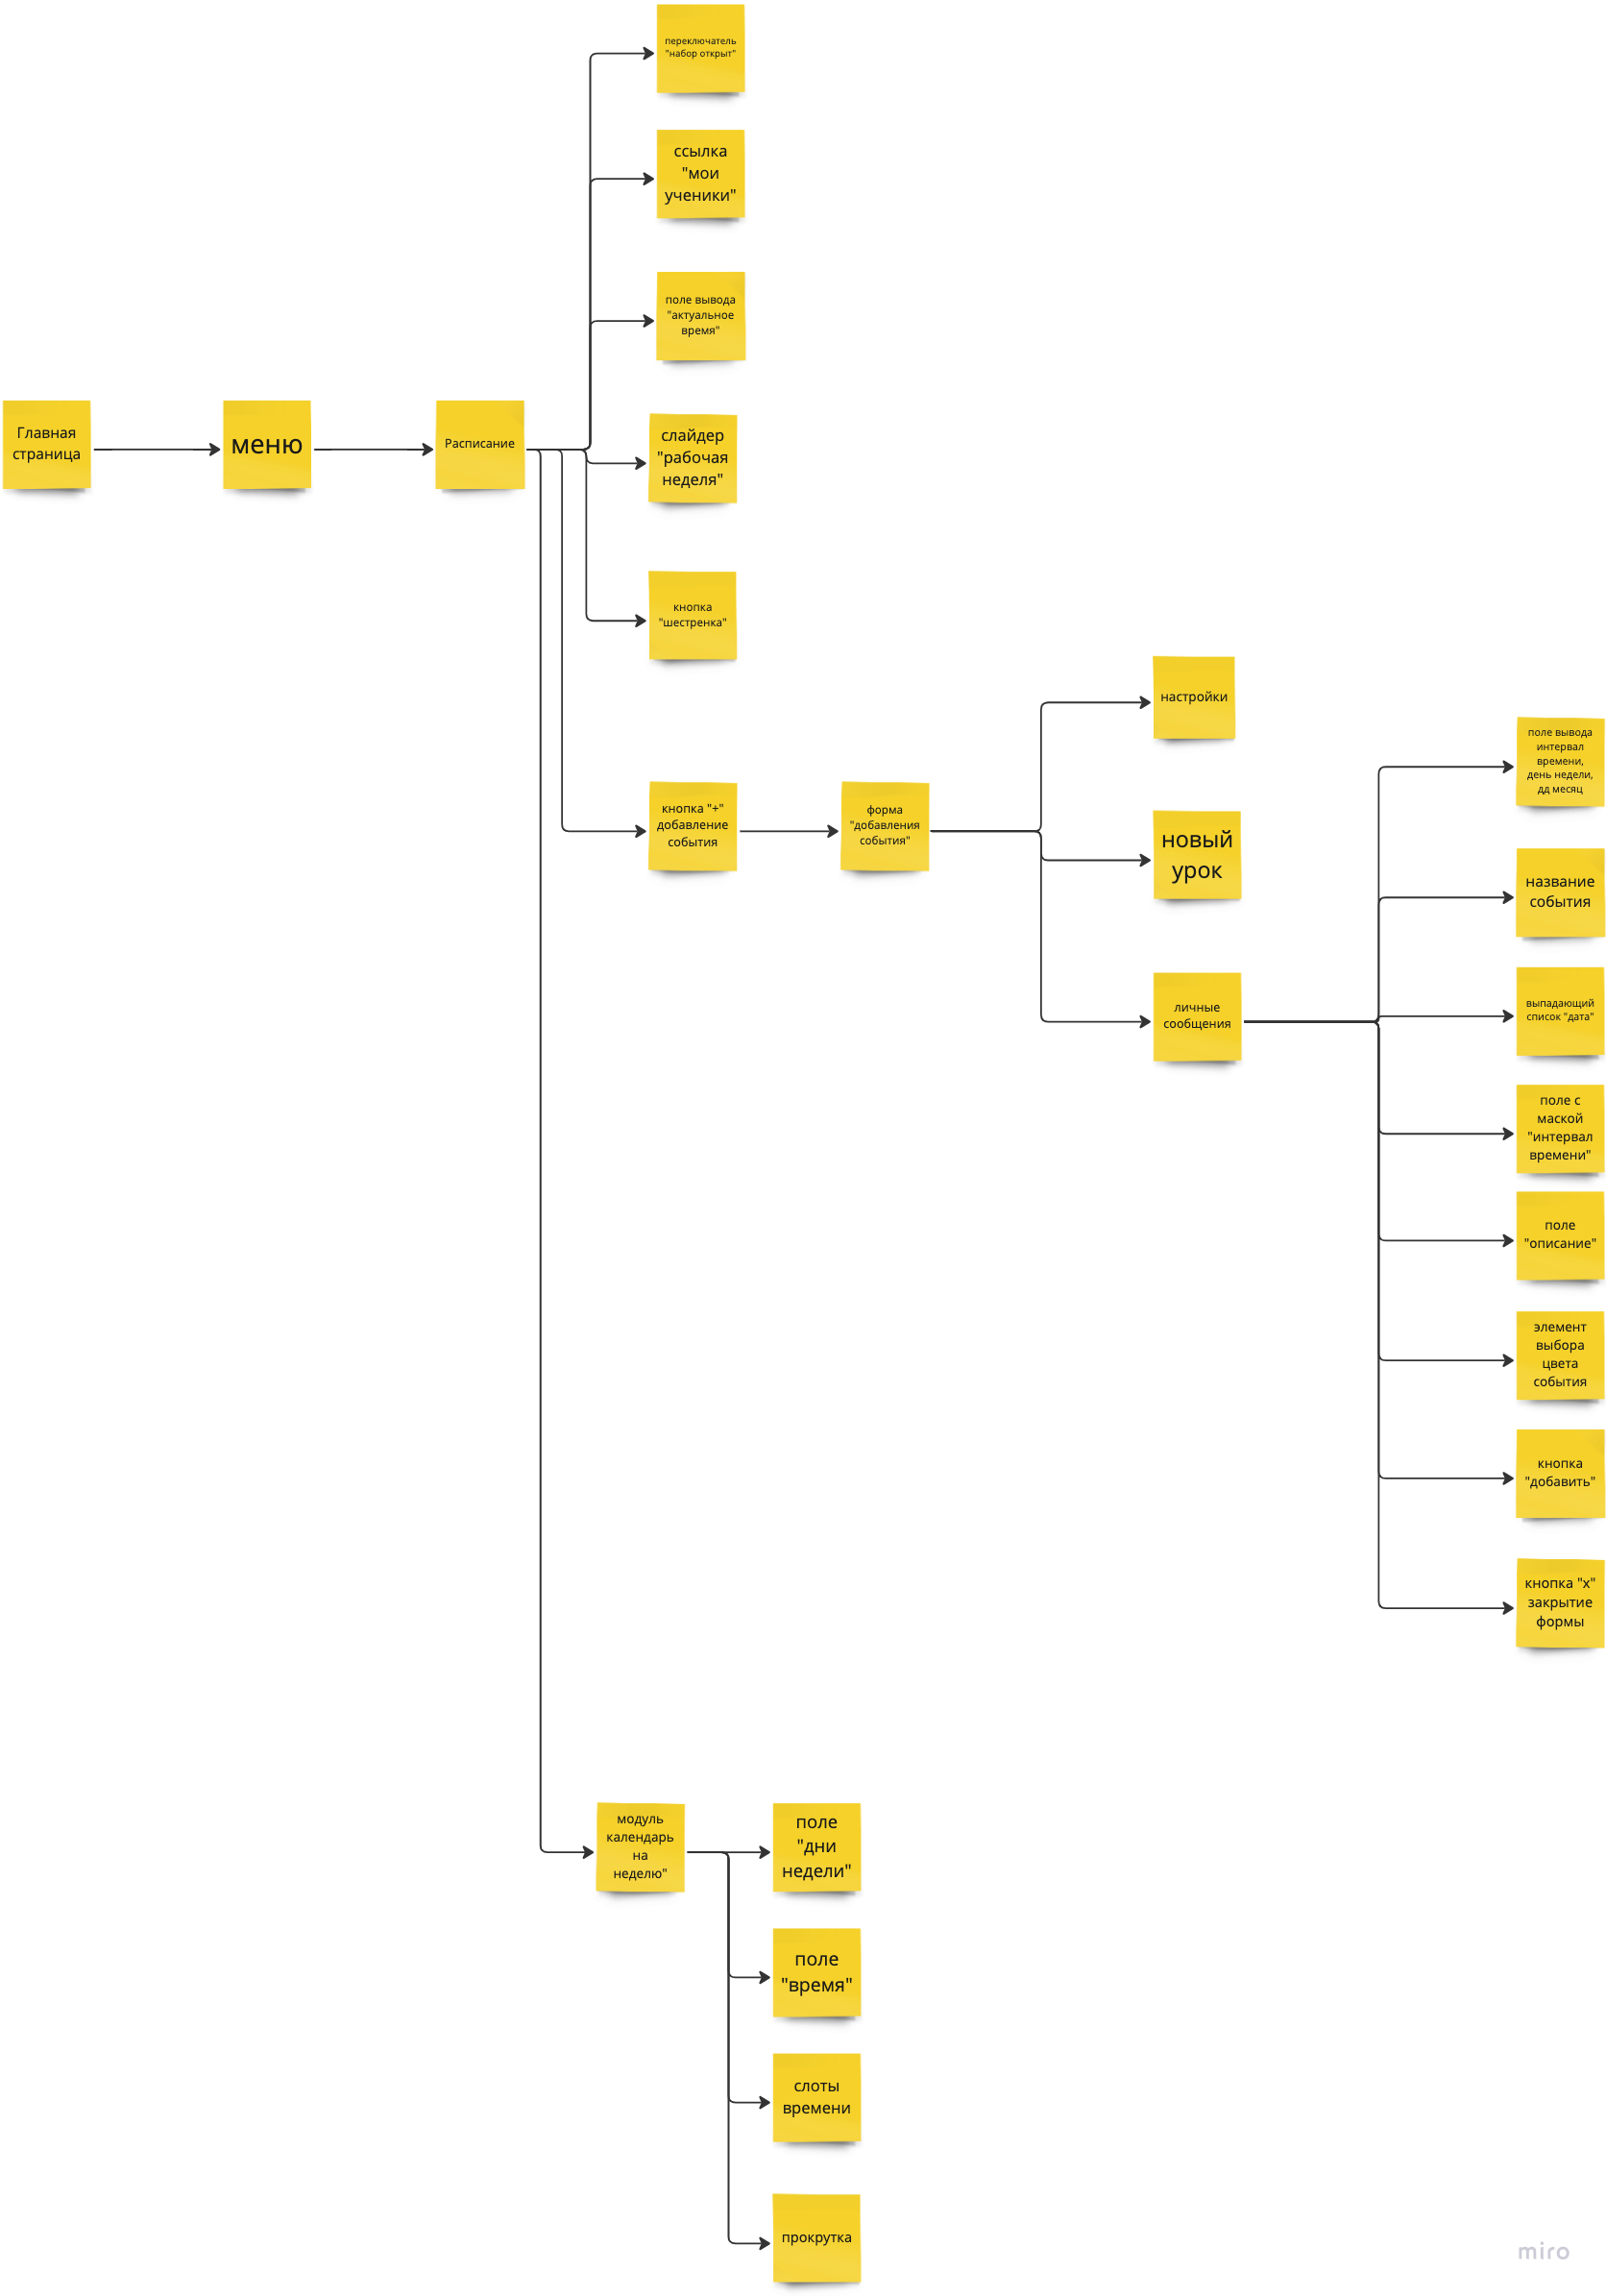 переключатель
"набор открыт"
ссылка
"мои
ученики"
поле вывода
"актуальное
время"
Главная
страница
меню
Расписание
слайдер
"рабочая
неделя"
кнопка
"шестренка"
кнопка "+"
добавление
события
форма
"добавления
события"
настройки
новый
урок
личные
сообщения
поле вывода
интервал
времени,
день недели,
дд месяц
название
события
выпадающий
список "дата"
поле с
маской
"интервал
времени"
поле
"описание"
элемент
выбора
цвета
события
кнопка
"добавить"
кнопка "х"
закрытие
формы
модуль
календарь
на
неделю"
поле
"дни
недели"
поле
"время"
слоты
времени
прокрутка
miro